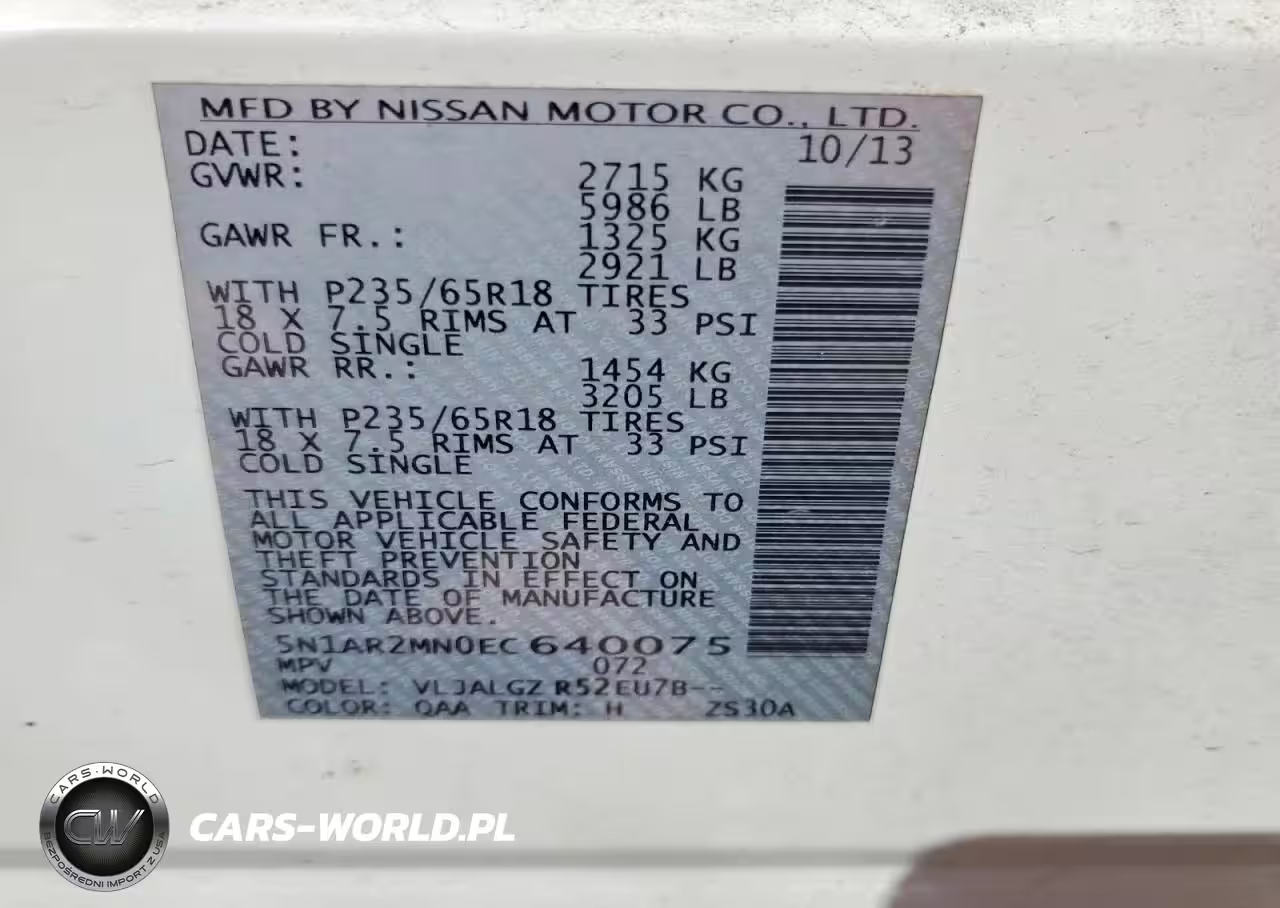 MFD BY NISSAN MOTOR CO., LTD.
DATE: 10/13
GVWR: 2715 KG
5986 LB
GAWR FR.: 1325 KG
2921 LB
WITH P235/65R18 TIRES
18 X 7.5 RIMS AT 33 PSI
COLD SINGLE
GAWR RR.: 1454 KG
3205 LB
WITH P235/65R18 TIRES
18 X 7.5 RIMS AT 33 PSI
COLD SINGLE
THIS VEHICLE CONFORMS TO
ALL APPLICABLE FEDERAL
MOTOR VEHICLE SAFETY AND
THEFT PREVENTION
STANDARDS IN EFFECT ON
THE DATE OF MANUFACTURE
SHOWN ABOVE.
5N1AR2MN0EC640075
MPV 072
MODEL: VLJALGZ R52EU7B--
COLOR: QAA TRIM: H ZS30A
CARS-WORLD
CW
BEZPOŚREDNI IMPORT Z USA
CARS-WORLD.PL